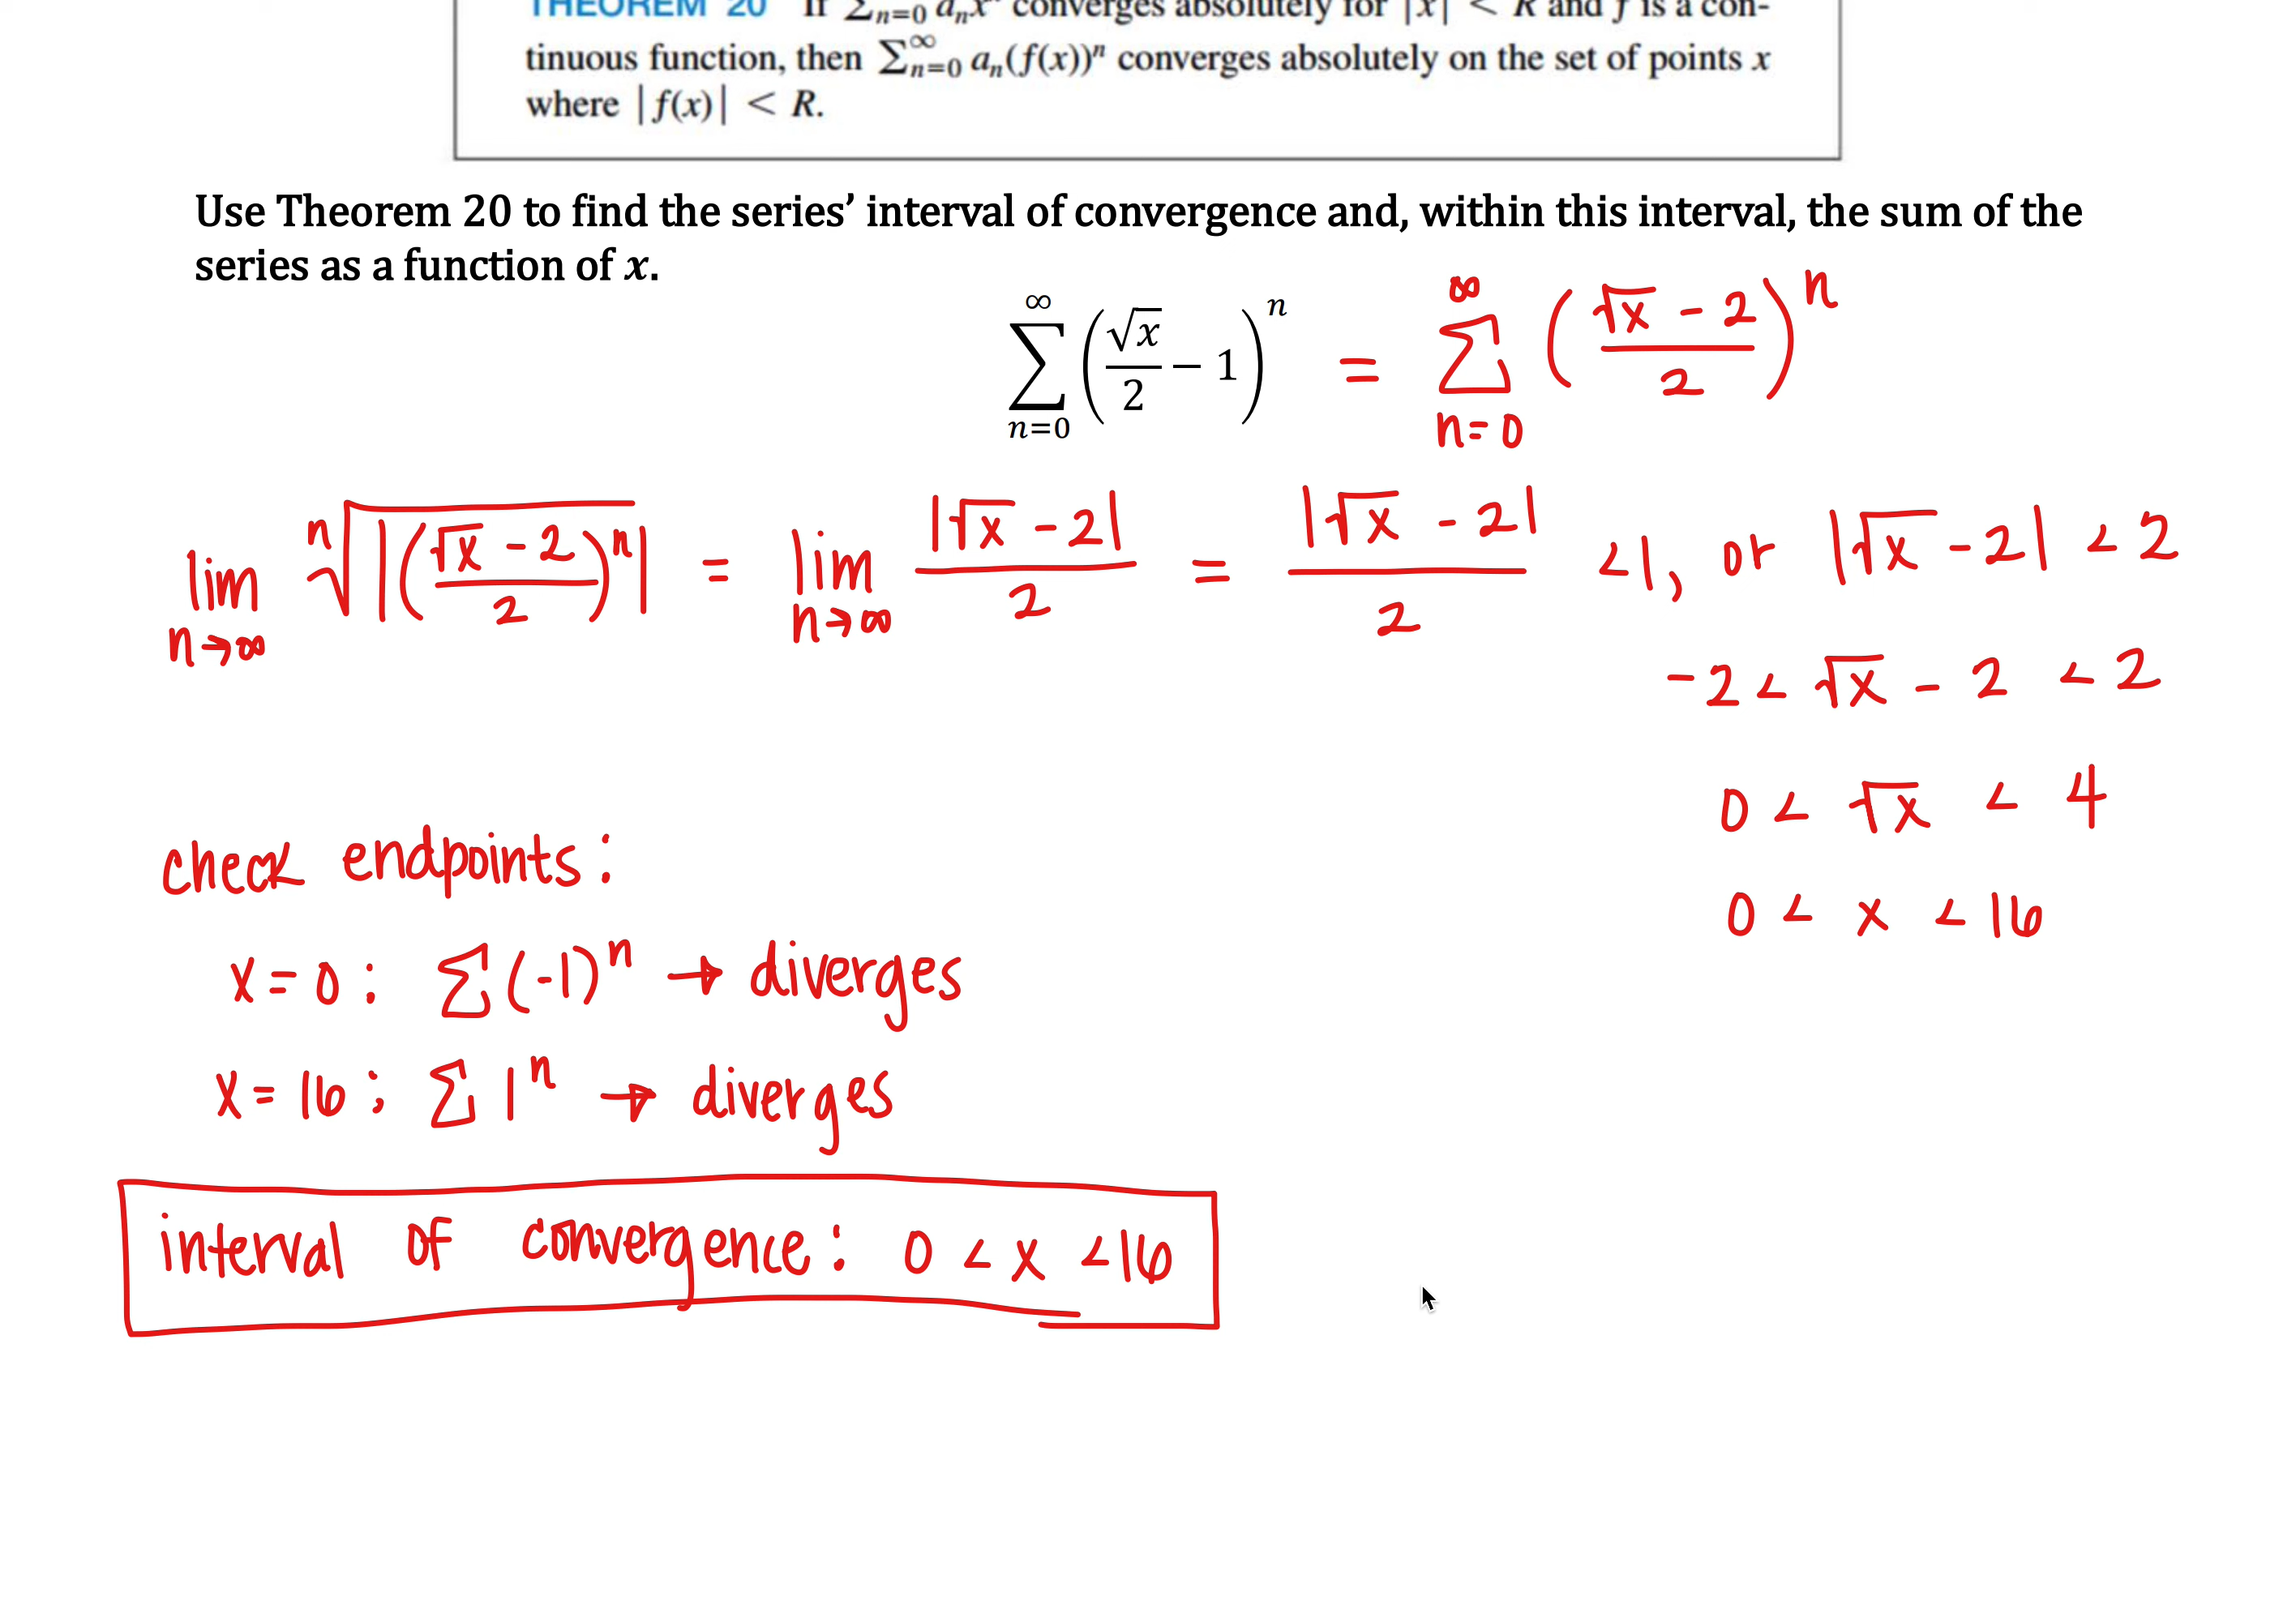 THEOREM 20 If ∑_{n=0} a_n x^n converges absolutely for |x| < R and f is a con-
tinuous function, then ∑_{n=0}^∞ a_n(f(x))^n converges absolutely on the set of points x
where |f(x)| < R.
Use Theorem 20 to find the series’ interval of convergence and, within this interval, the sum of the
series as a function of x.
∑_{n=0}^∞ (√x/2 − 1)^n = ∑_{n=0}^∞ ((√x - 2)/2)^n
lim_{n→∞} ⁿ√|((√x - 2)/2)^n| = lim_{n→∞} |√x - 2|/2 = |√x - 2|/2 < 1, or |√x - 2| < 2
-2 < √x - 2 < 2
0 < √x < 4
check endpoints:
0 < x < 16
x = 0: ∑(-1)^n → diverges
x = 16: ∑ 1^n → diverges
interval of convergence: 0 < x < 16